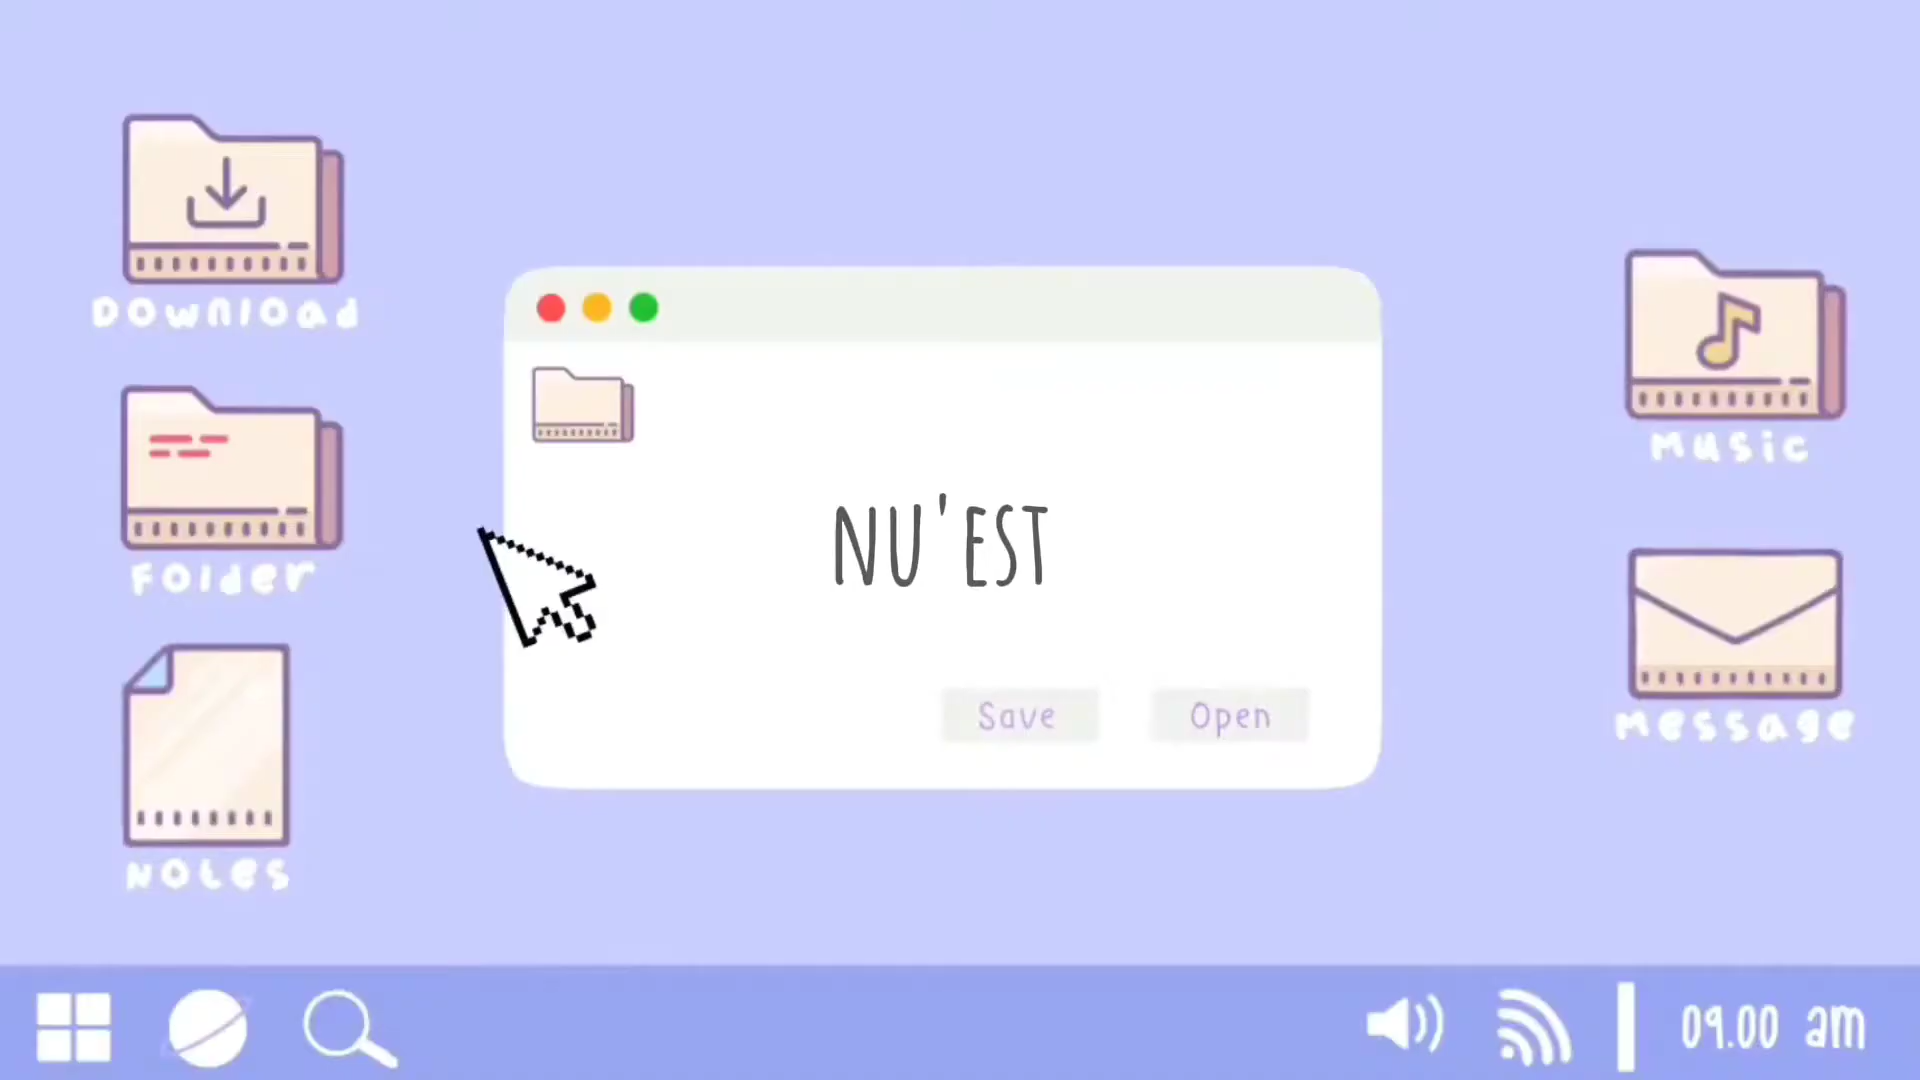 Download
Folder
Notes
NU'EST
Save Open
Music
Message
09.00 am